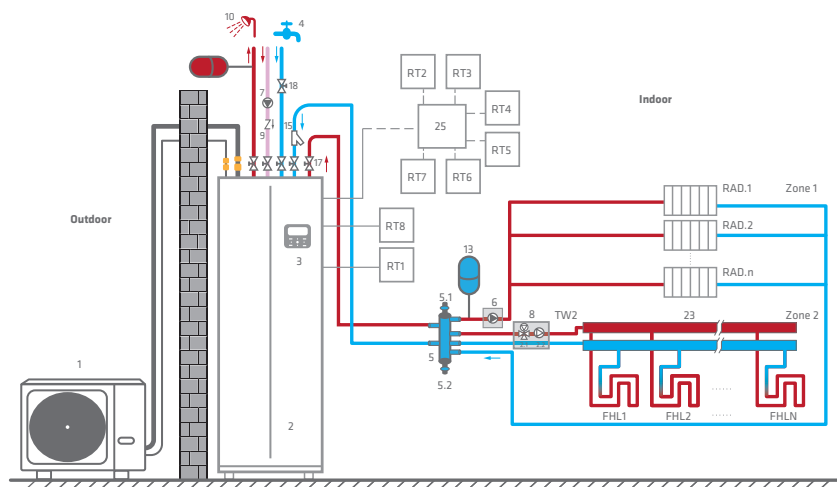 10
4
7
18
9
15
17
RT2
RT3
RT4
25
RT5
RT7
RT6
Indoor
Outdoor
RT8
3
RT1
RAD.1
Zone 1
RAD.2
RAD.n
13
5.1
6
8
TW2
23
Zone 2
5
5.2
1
2
FHL1
FHL2
FHLN